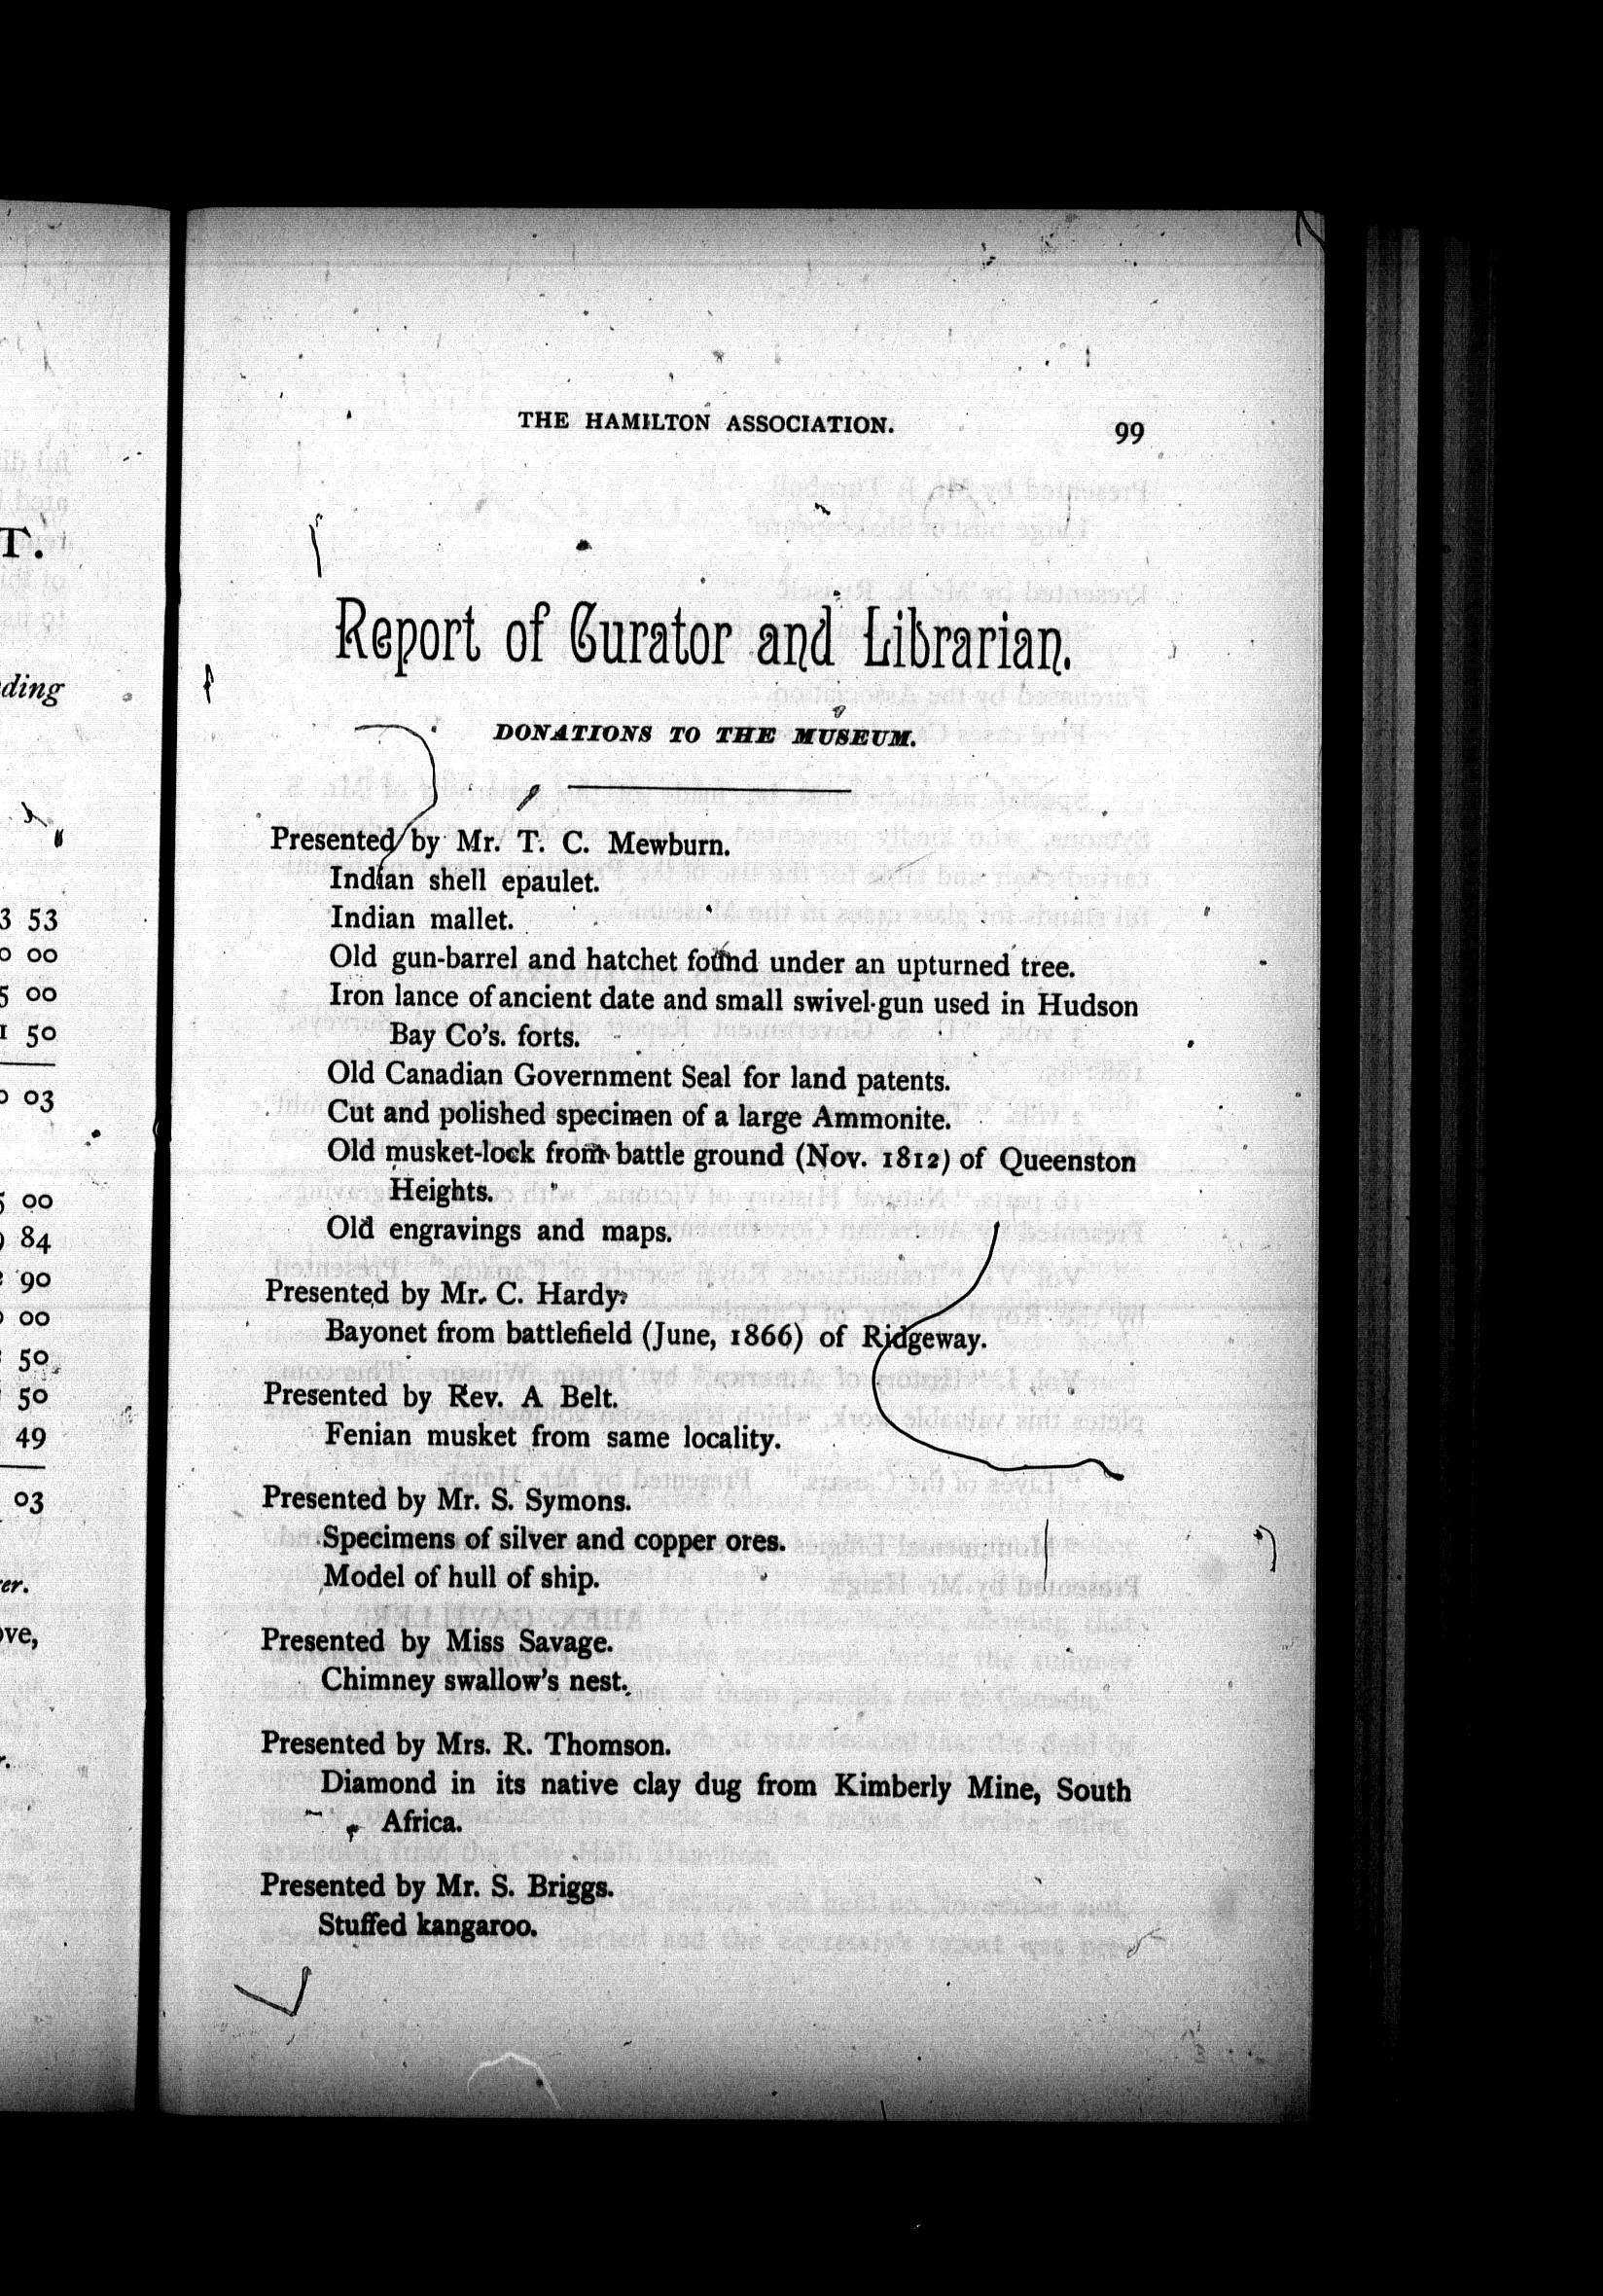 THE HAMILTON ASSOCIATION. 99
Report of Curator and Librarian.
DONATIONS TO THE MUSEUM.
Presented by Mr. T. C. Mewburn.
Indian shell epaulet.
Indian mallet.
Old gun-barrel and hatchet found under an upturned tree.
Iron lance of ancient date and small swivel-gun used in Hudson
Bay Co's. forts.
Old Canadian Government Seal for land patents.
Cut and polished specimen of a large Ammonite.
Old musket-lock from battle ground (Nov. 1812) of Queenston
Heights.
Old engravings and maps.
Presented by Mr. C. Hardy.
Bayonet from battlefield (June, 1866) of Ridgeway.
Presented by Rev. A Belt.
Fenian musket from same locality.
Presented by Mr. S. Symons.
Specimens of silver and copper ores.
Model of hull of ship.
Presented by Miss Savage.
Chimney swallow's nest.
Presented by Mrs. R. Thomson.
Diamond in its native clay dug from Kimberly Mine, South
Africa.
Presented by Mr. S. Briggs.
Stuffed kangaroo.